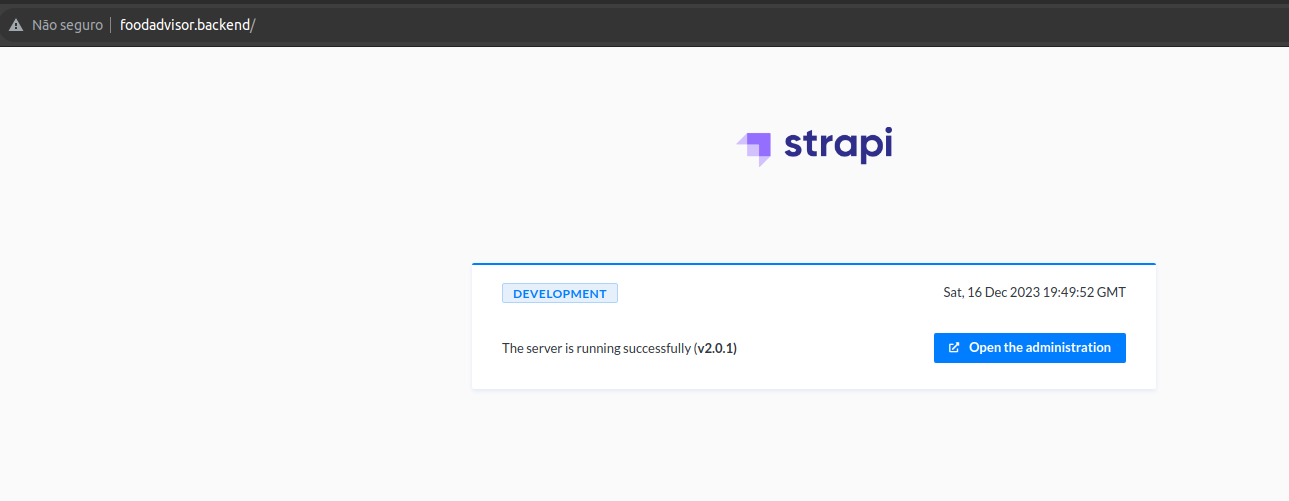 Não seguro foodadvisor.backend/
strapi
DEVELOPMENT
Sat, 16 Dec 2023 19:49:52 GMT
The server is running successfully (v2.0.1)
Open the administration